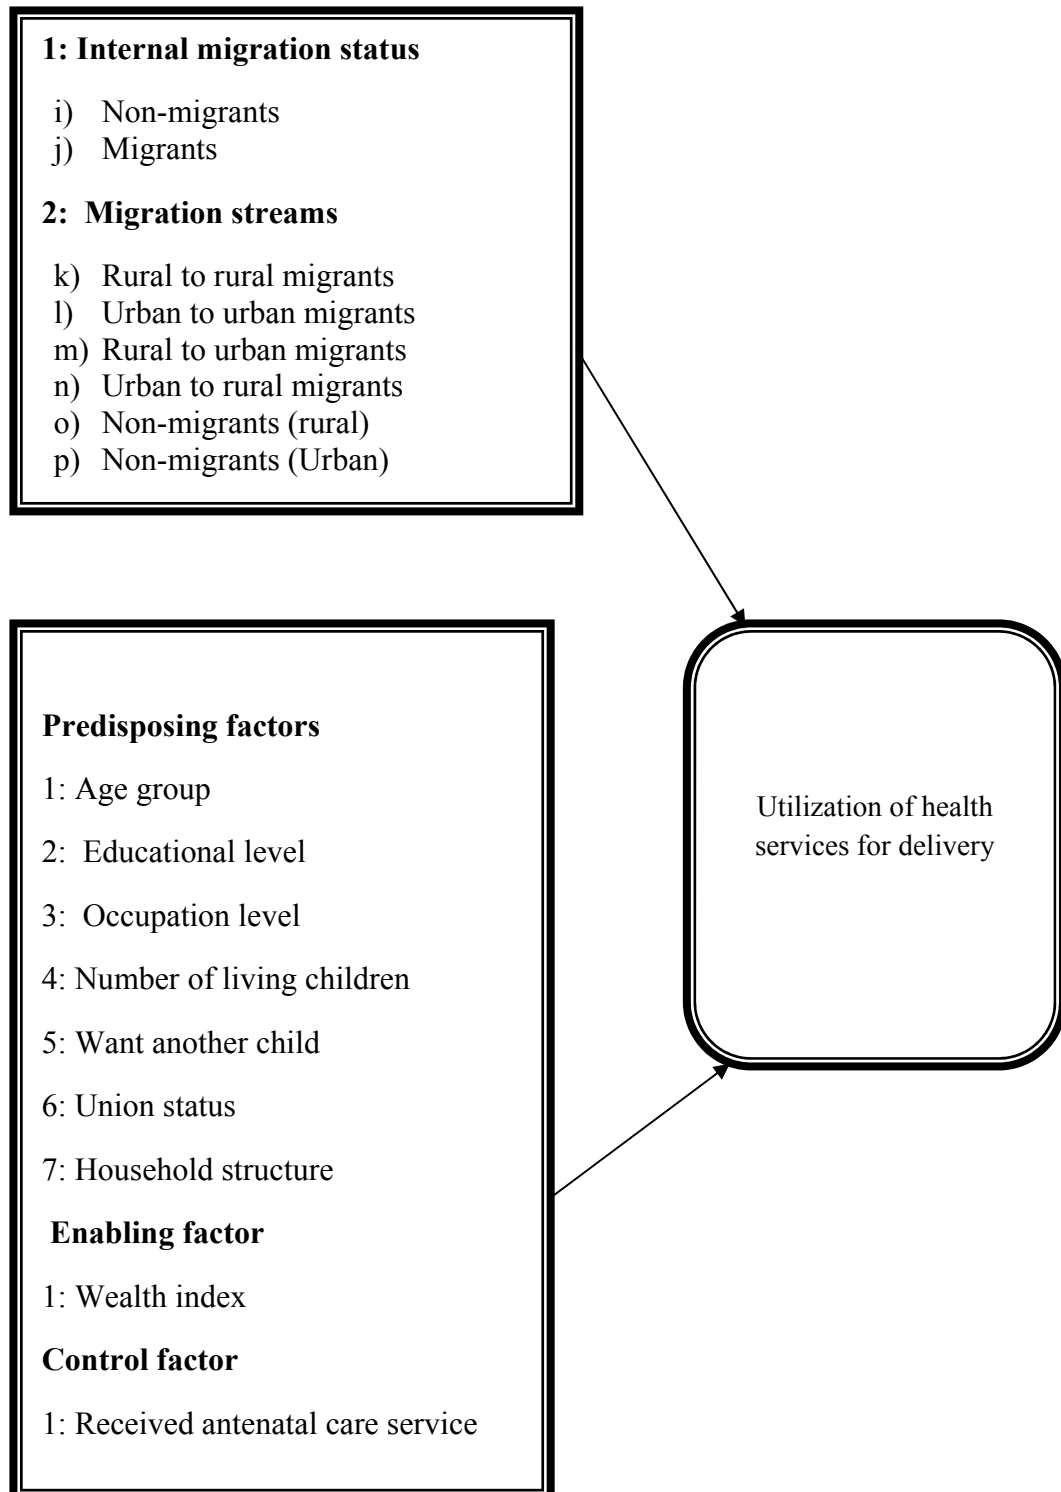 1: Internal migration status
i) Non-migrants
j) Migrants
2: Migration streams
k) Rural to rural migrants
l) Urban to urban migrants
m) Rural to urban migrants
n) Urban to rural migrants
o) Non-migrants (rural)
p) Non-migrants (Urban)
Predisposing factors
1: Age group
2: Educational level
3: Occupation level
4: Number of living children
5: Want another child
6: Union status
7: Household structure
Enabling factor
1: Wealth index
Control factor
1: Received antenatal care service
Utilization of health
services for delivery